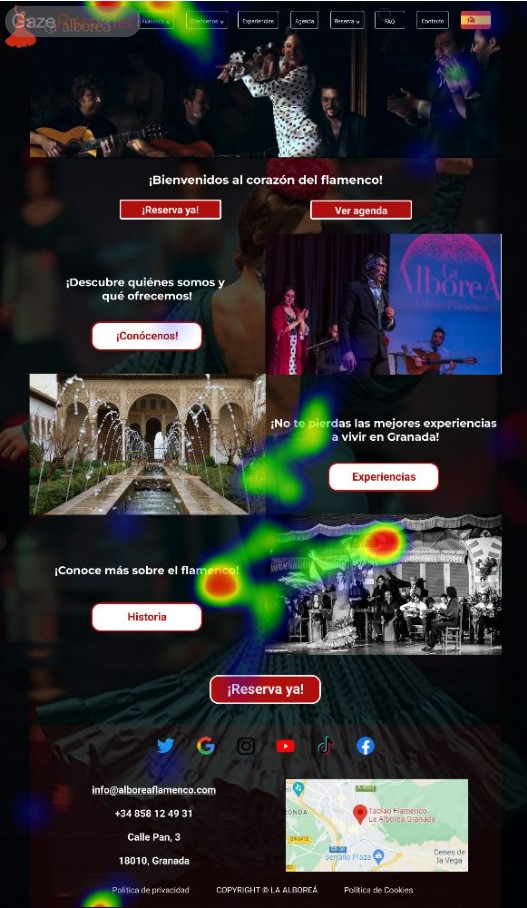 Gaze
La alboreá
Flamenco
Conócenos
Experiencias
Agenda
Reserva
FAQ
Contacto
¡Bienvenidos al corazón del flamenco!
¡Reserva ya!
Ver agenda
¡Descubre quiénes somos y
qué ofrecemos!
¡Conócenos!
La
AlboreA
Tablao Flamenco
¡No te pierdas las mejores experiencias
a vivir en Granada!
Experiencias
¡Conoce más sobre el flamenco!
Historia
¡Reserva ya!
info@alboreaflamenco.com
+34 858 12 49 31
Calle Pan, 3
18010, Granada
Tablao Flamenco
La Alboreá Granada
Serrallo Plaza
Cenes de
la Vega
Política de privacidad
COPYRIGHT © LA ALBOREÁ
Política de Cookies